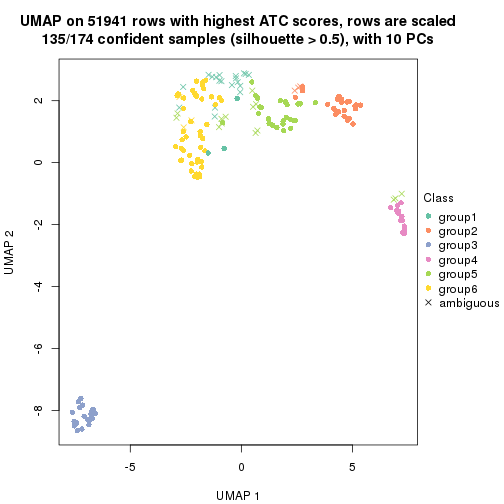 UMAP on 51941 rows with highest ATC scores, rows are scaled
135/174 confident samples (silhouette > 0.5), with 10 PCs
2
0
-2
-4
-6
-8
UMAP 2
-5
0
5
UMAP 1
Class
group1
group2
group3
group4
group5
group6
ambiguous